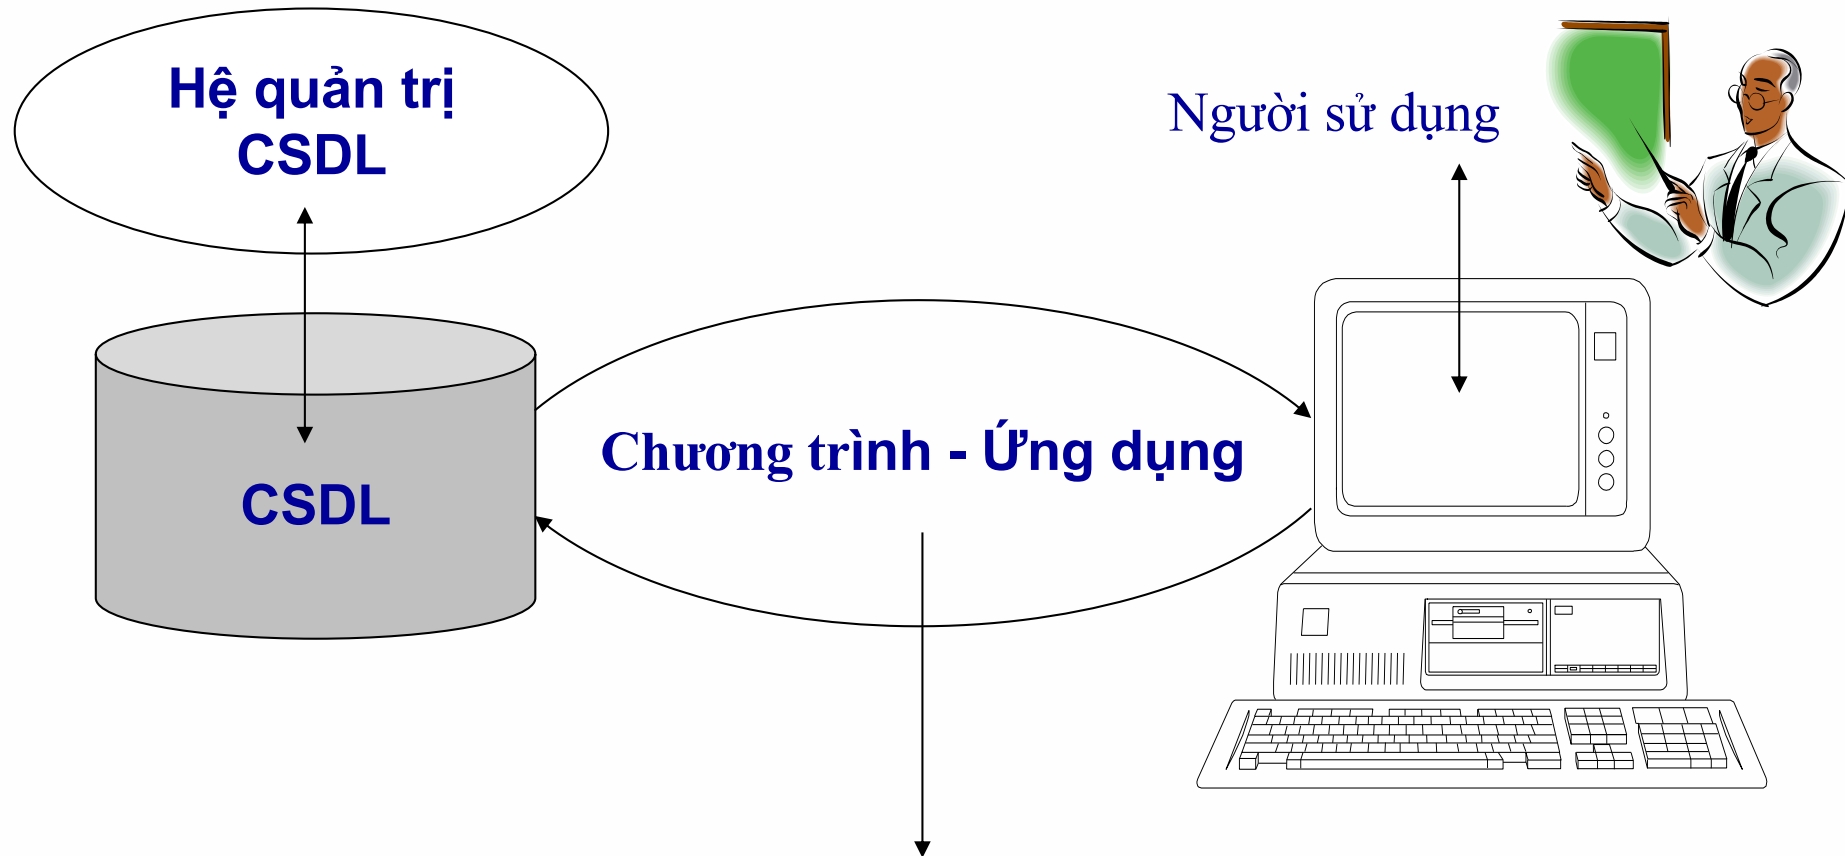 Hệ quản trị
CSDL
Người sử dụng
Chương trình - Ứng dụng
CSDL